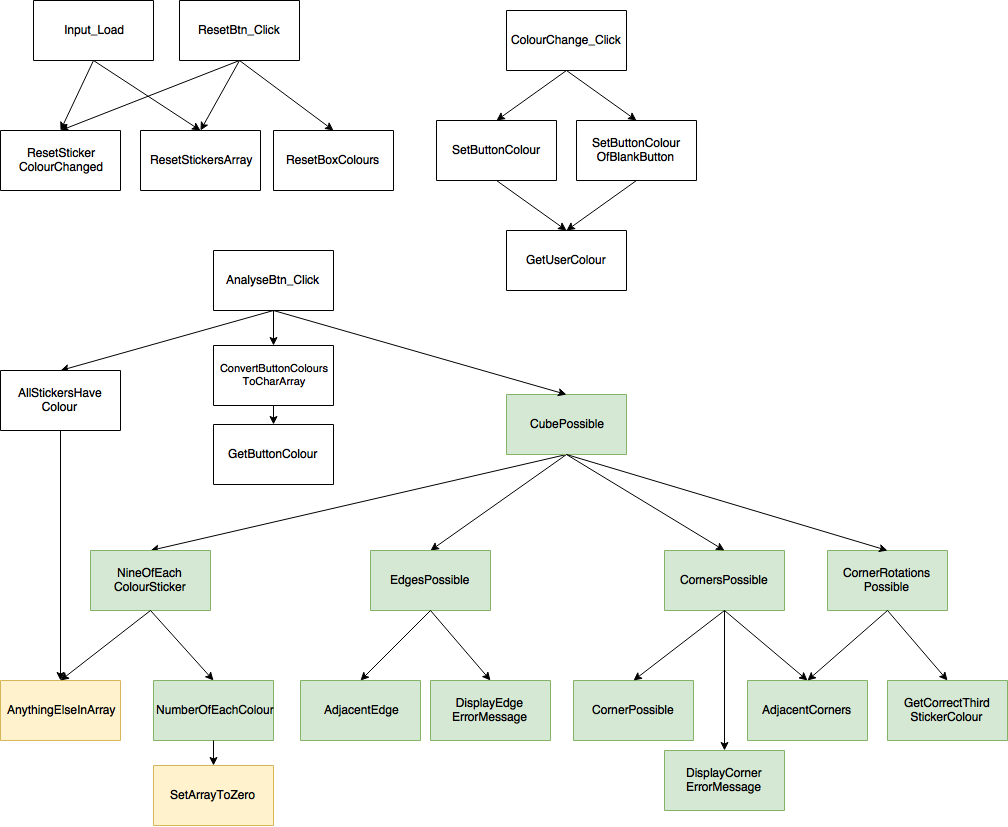 Input_Load
ResetBtn_Click
ColourChange_Click
ResetSticker
ColourChanged
ResetStickersArray
ResetBoxColours
SetButtonColour
SetButtonColour
OfBlankButton
GetUserColour
AnalyseBtn_Click
AllStickersHave
Colour
ConvertButtonColours
ToCharArray
GetButtonColour
CubePossible
NineOfEach
ColourSticker
EdgesPossible
CornersPossible
CornerRotations
Possible
AnythingElseInArray
NumberOfEachColour
AdjacentEdge
DisplayEdge
ErrorMessage
CornerPossible
AdjacentCorners
GetCorrectThird
StickerColour
SetArrayToZero
DisplayCorner
ErrorMessage